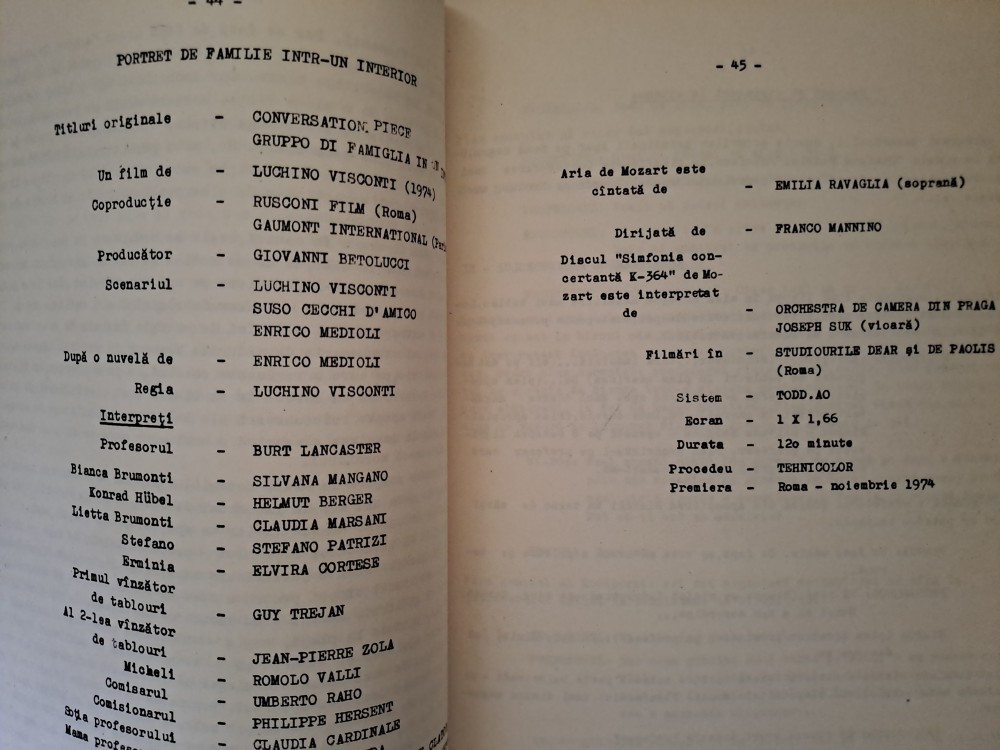 - 44 -
PORTRET DE FAMILIE INTR-UN INTERIOR
Titluri originale - CONVERSATION PIECE
GRUPPO DI FAMIGLIA IN
Un film de - LUCHINO VISCONTI (1974)
Coproducție - RUSCONI FILM (Roma)
GAUMONT INTERNATIONAL
Producător - GIOVANNI BETOLUCCI
Scenariul - LUCHINO VISCONTI
SUSO CECCHI D'AMICO
ENRICO MEDIOLI
După o nuvelă de - ENRICO MEDIOLI
Regia - LUCHINO VISCONTI
Interpreți
Profesorul - BURT LANCASTER
Bianca Brumonti - SILVANA MANGANO
Konrad Hübel - HELMUT BERGER
Lietta Brumonti - CLAUDIA MARSANI
Stefano - STEFANO PATRIZI
Erminia - ELVIRA CORTESE
Primul vînzător
de tablouri - GUY TREJAN
Al 2-lea vînzător
de tablouri - JEAN-PIERRE ZOLA
Micheli - ROMOLO VALLI
Comisarul - UMBERTO RAHO
Comisionarul - PHILIPPE HERSENT
Soția profesorului - CLAUDIA CARDINALE
Mama
- 45 -
Aria de Mozart este
cîntată de - EMILIA RAVAGLIA (soprană)
Dirijată de - FRANCO MANNINO
Discul "Simfonia con-
certantă K-364" de Mo-
zart este interpretat
de - ORCHESTRA DE CAMERA DIN PRAGA
JOSEPH SUK (vioară)
Filmări în - STUDIOURILE DEAR și DE PAOLIS
(Roma)
Sistem - TODD.AO
Ecran - 1 X 1,66
Durata - 12o minute
Procedeu - TEHNICOLOR
Premiera - Roma - noiembrie 1974